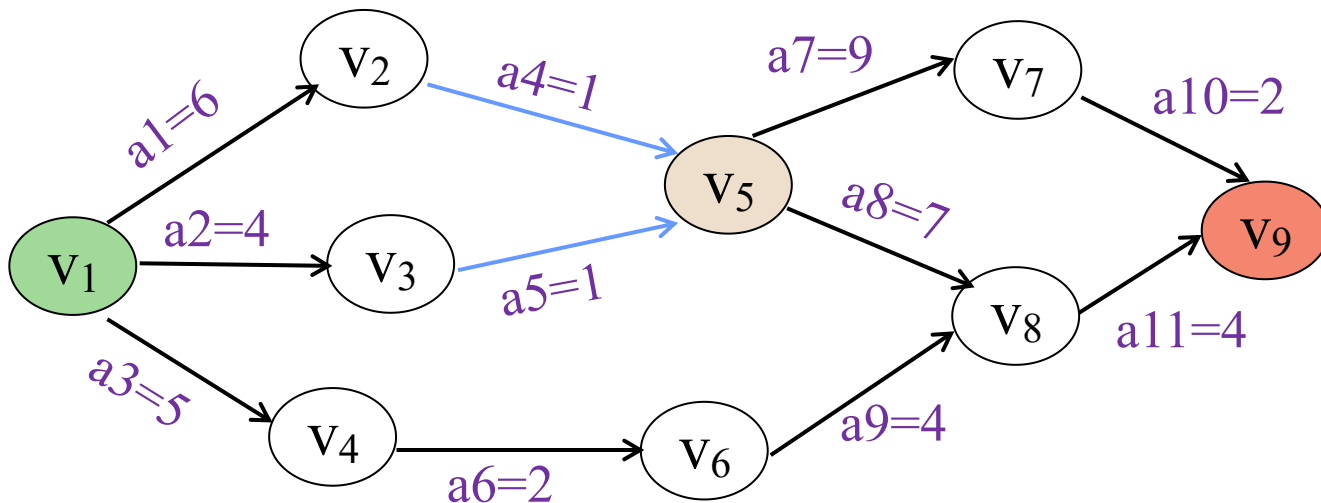 v₂
a4=1
a7=9
v₇
a10=2
a1=6
v₅
a8=7
a2=4
v₁
v₃
a5=1
v₉
v₈
a11=4
a3=5
v₄
a6=2
v₆
a9=4